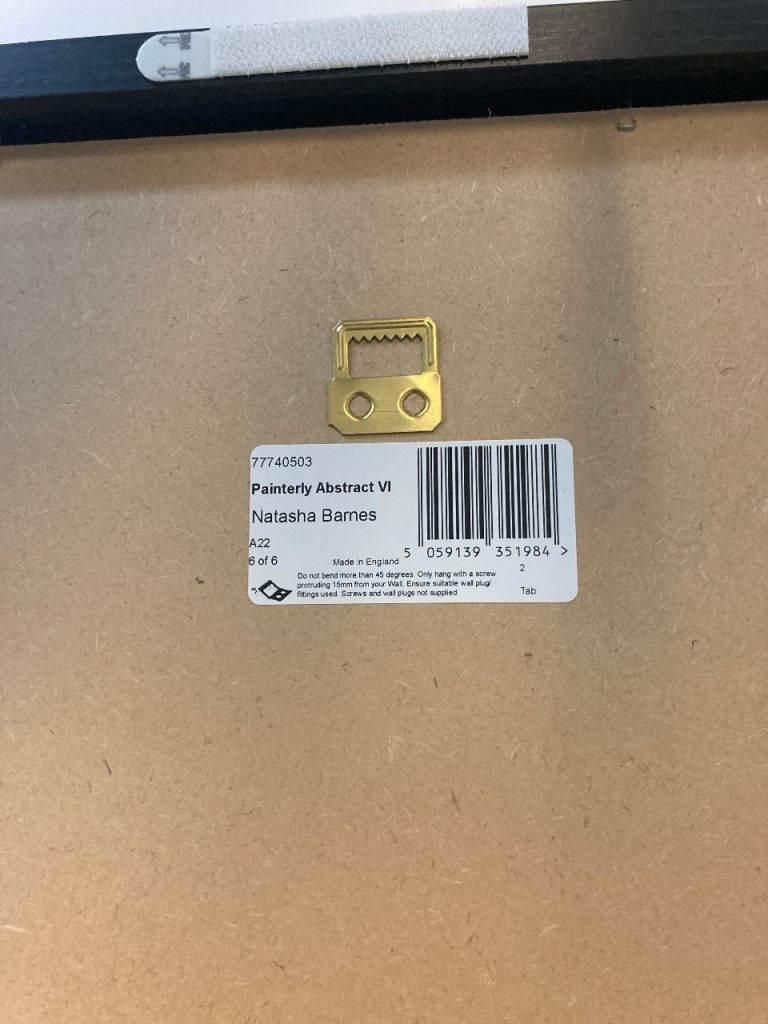 3M
3M
77740503
Painterly Abstract VI
Natasha Barnes
A22
6 of 6
Made in England
5 059139 351984 >
2
Do not bend more than 45 degrees. Only hang with a screw
protruding 15mm from your Wall. Ensure suitable wall plug/
fittings used. Screws and wall plugs not supplied
Tab